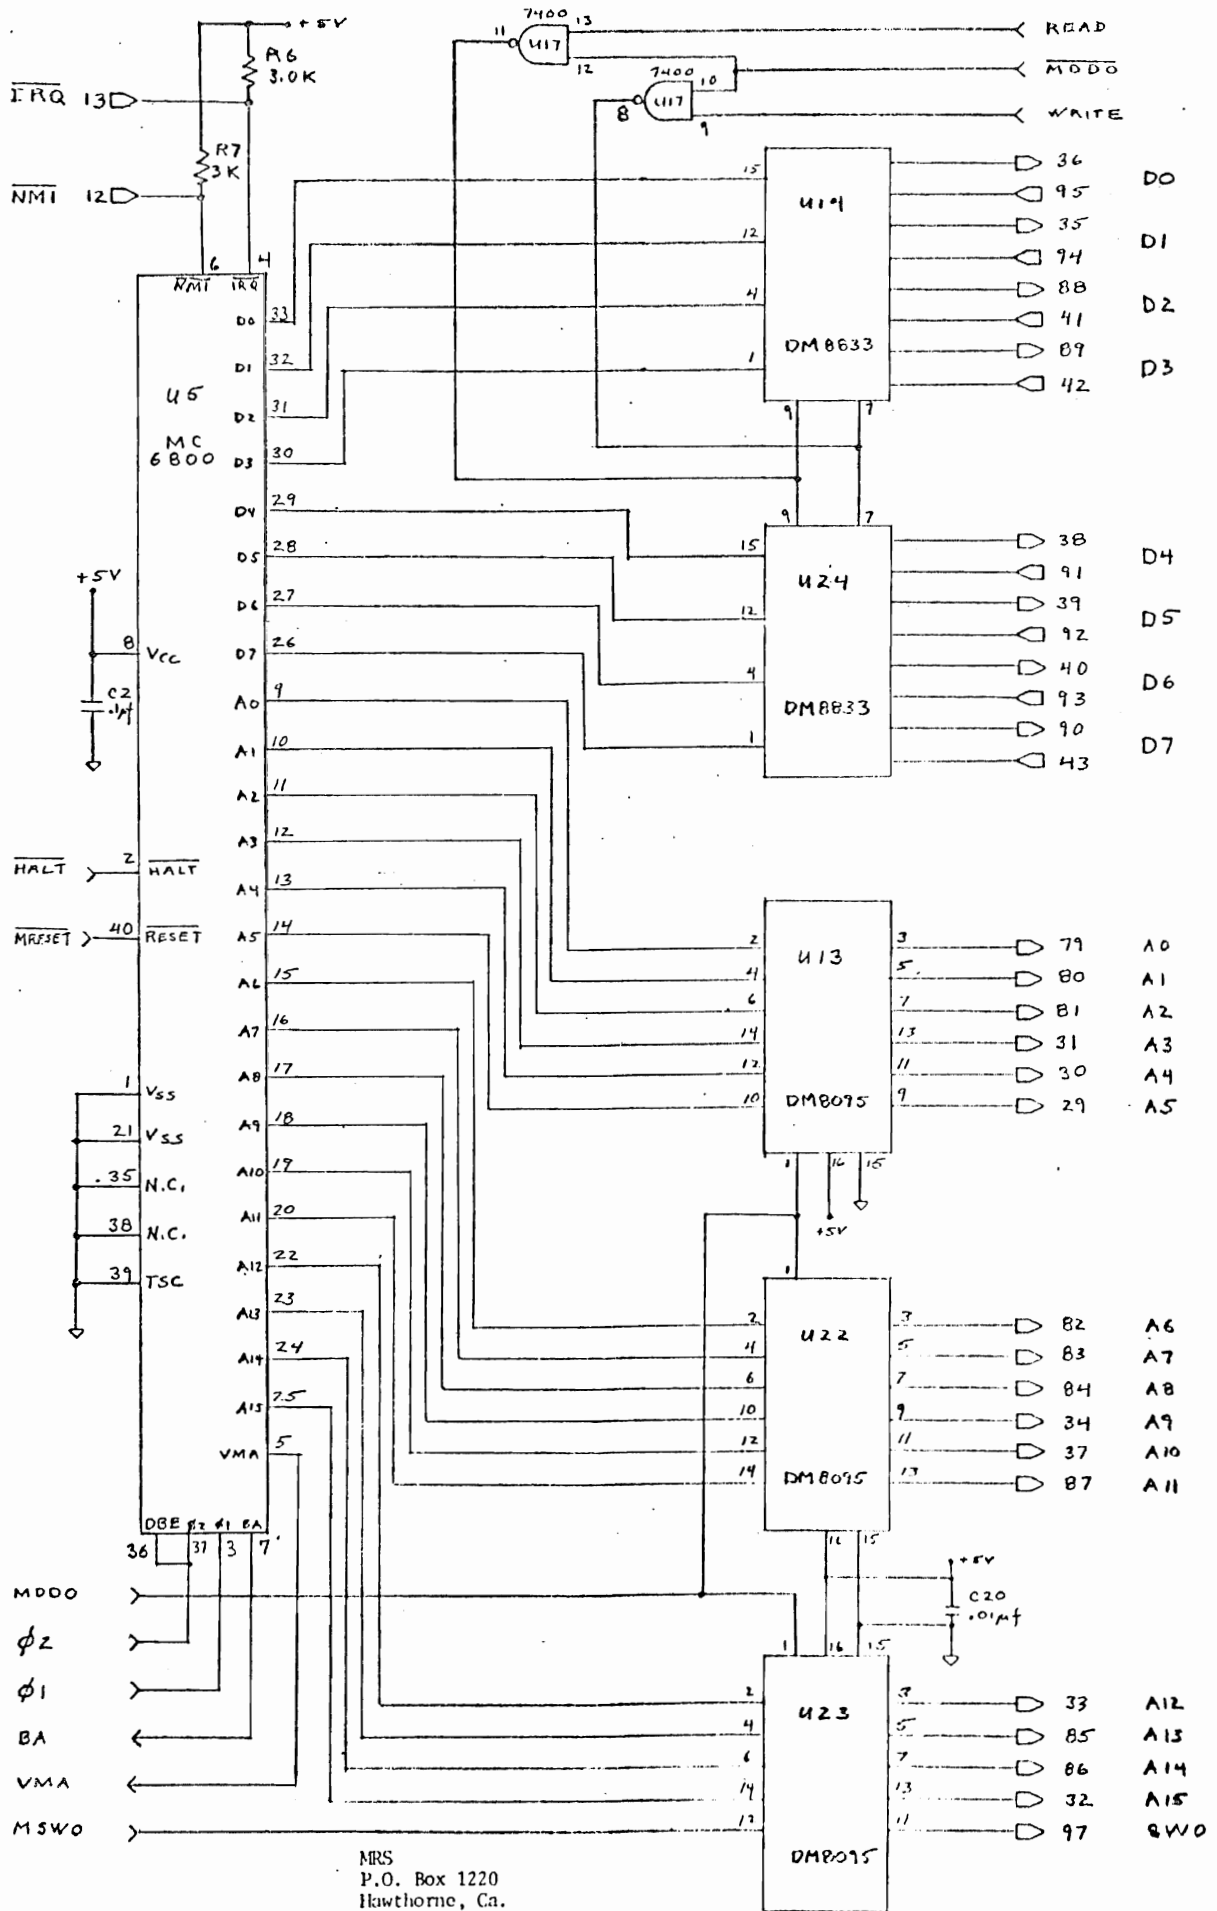 +5V
R6
3.0K
IRQ 13
R7
3K
NMI 12
7400
U17
11 13 12
READ
MDDO
7400
U17
8 10 9
WRITE
6 4
NMI IRQ
U5
MC
6800
D0 33
D1 32
D2 31
D3 30
D4 29
D5 28
D6 27
D7 26
A0 9
A1 10
A2 11
A3 12
A4 13
A5 14
A6 15
A7 16
A8 17
A9 18
A10 19
A11 20
A12 22
A13 23
A14 24
A15 25
VMA 5
+5V
8 VCC
C2
.1µf
HALT 2 HALT
MRESET 40 RESET
1 VSS
21 VSS
35 N.C.
38 N.C.
39 TSC
DBE φ2 φ1 BA
36 37 3 7
MDDO
φ2
φ1
BA
VMA
MSWO
15 12 4 1
U19
DM8833
9 7
36
95
D0
35
94
D1
88
41
D2
89
42
D3
9 7
15 12 4 1
U24
DM8833
38
91
D4
39
92
D5
40
93
D6
90
43
D7
U13
DM8095
2 3 79 A0
4 5 80 A1
6 7 81 A2
14 13 31 A3
12 11 30 A4
10 9 29 A5
1 16 15
+5V
1
U22
DM8095
2 3 82 A6
4 5 83 A7
6 7 84 A8
10 9 34 A9
12 11 37 A10
14 13 87 A11
16 15
+5V
C20
.01µf
1 16 15
U23
DM8095
2 3 33 A12
4 5 85 A13
6 7 86 A14
14 13 32 A15
12 11 97 SWO
MRS
P.O. Box 1220
Hawthorne, Ca.